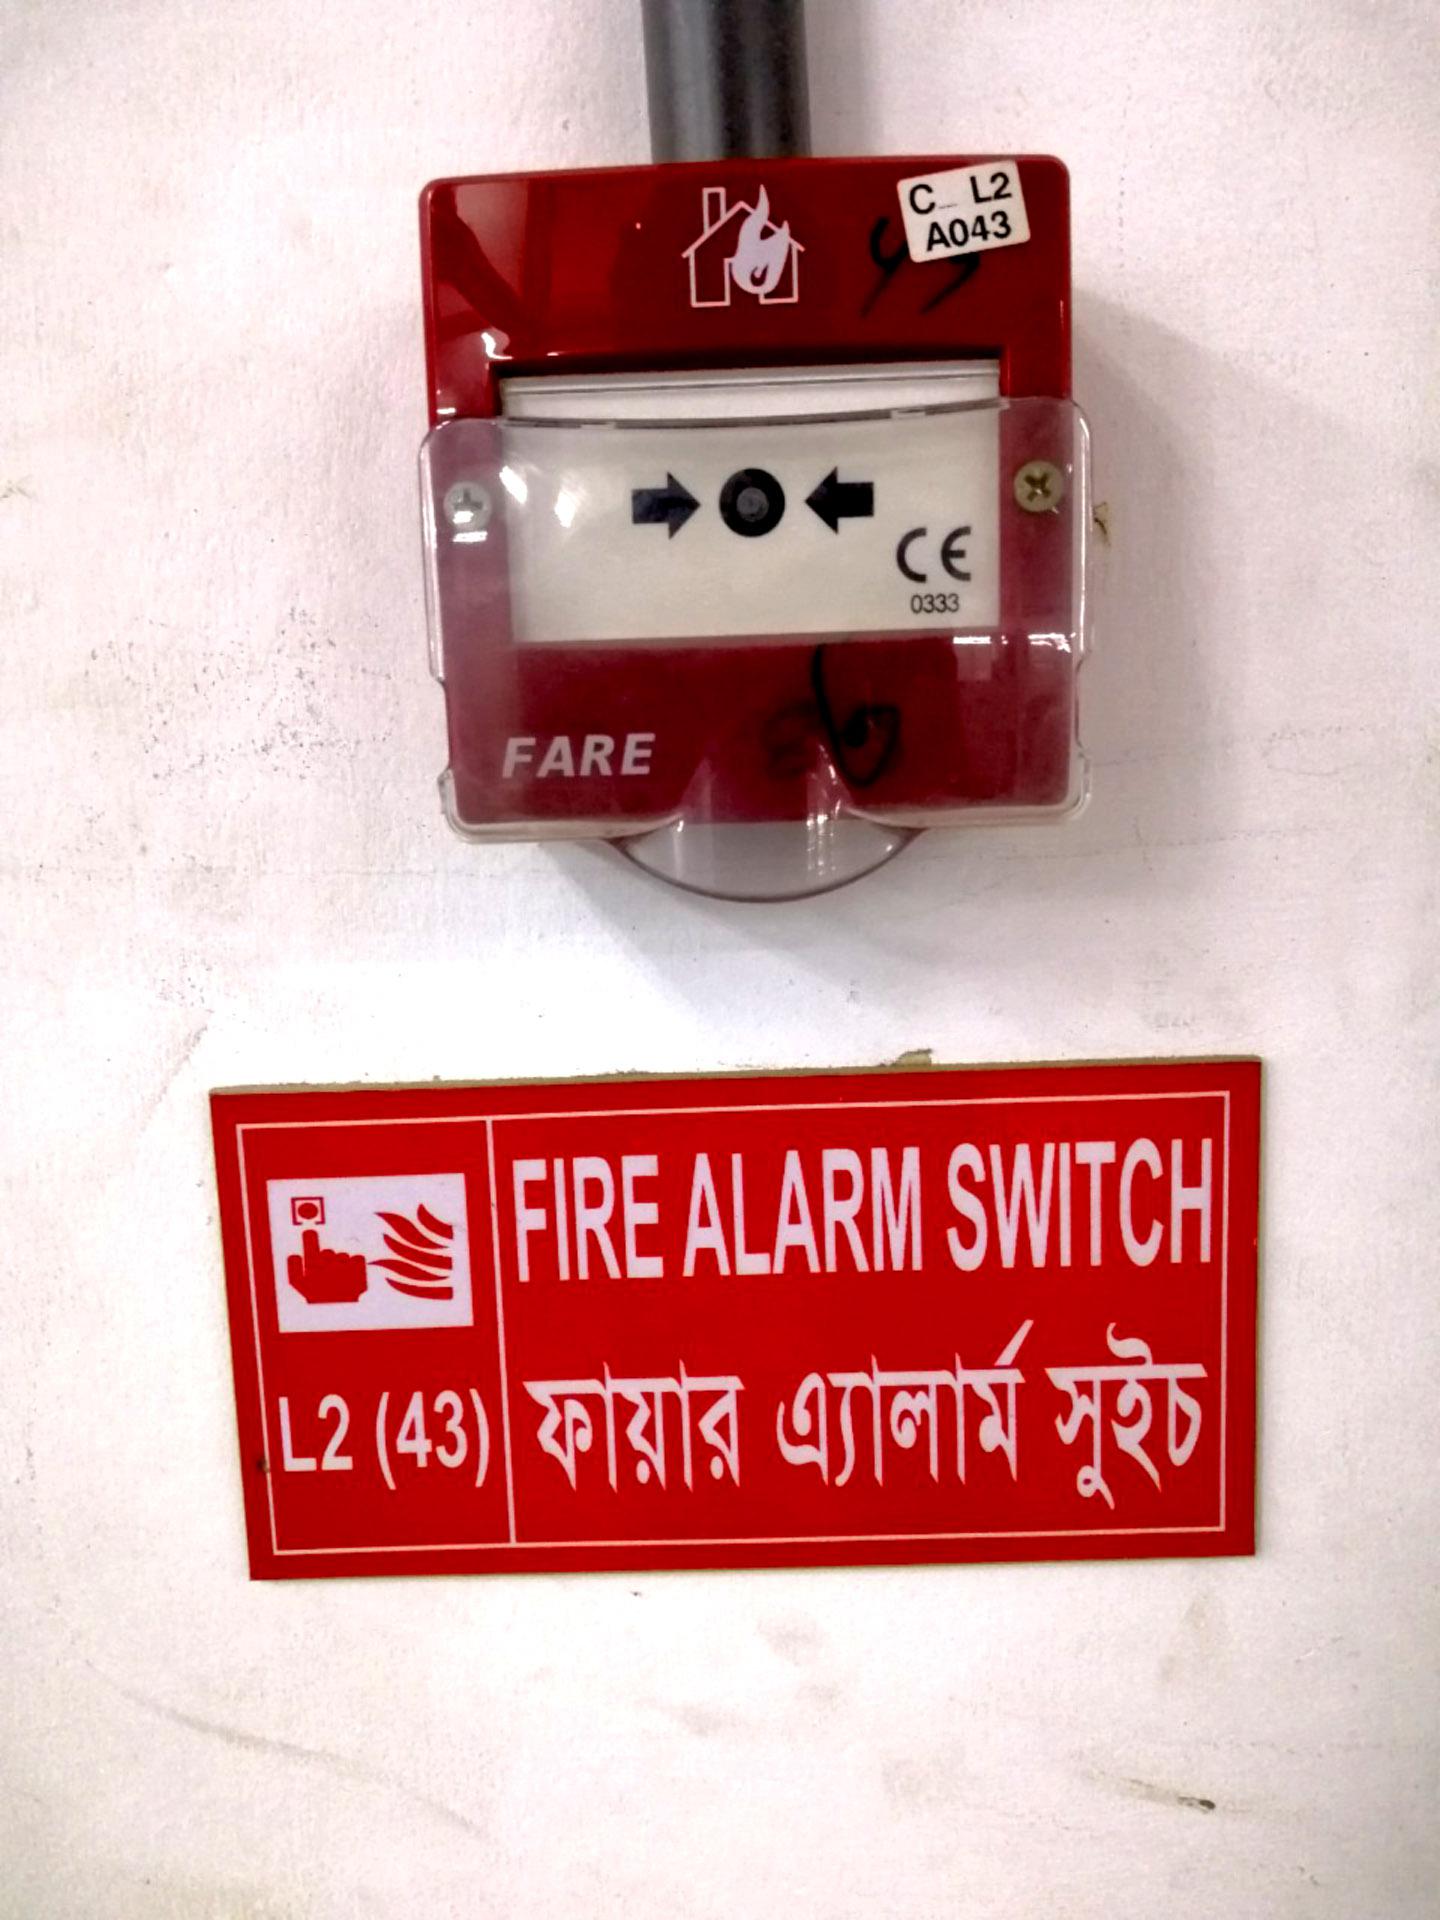 C_ L2
A043
CE
0333
FARE
FIRE ALARM SWITCH
L2 (43)
ফায়ার এ্যালার্ম সুইচ